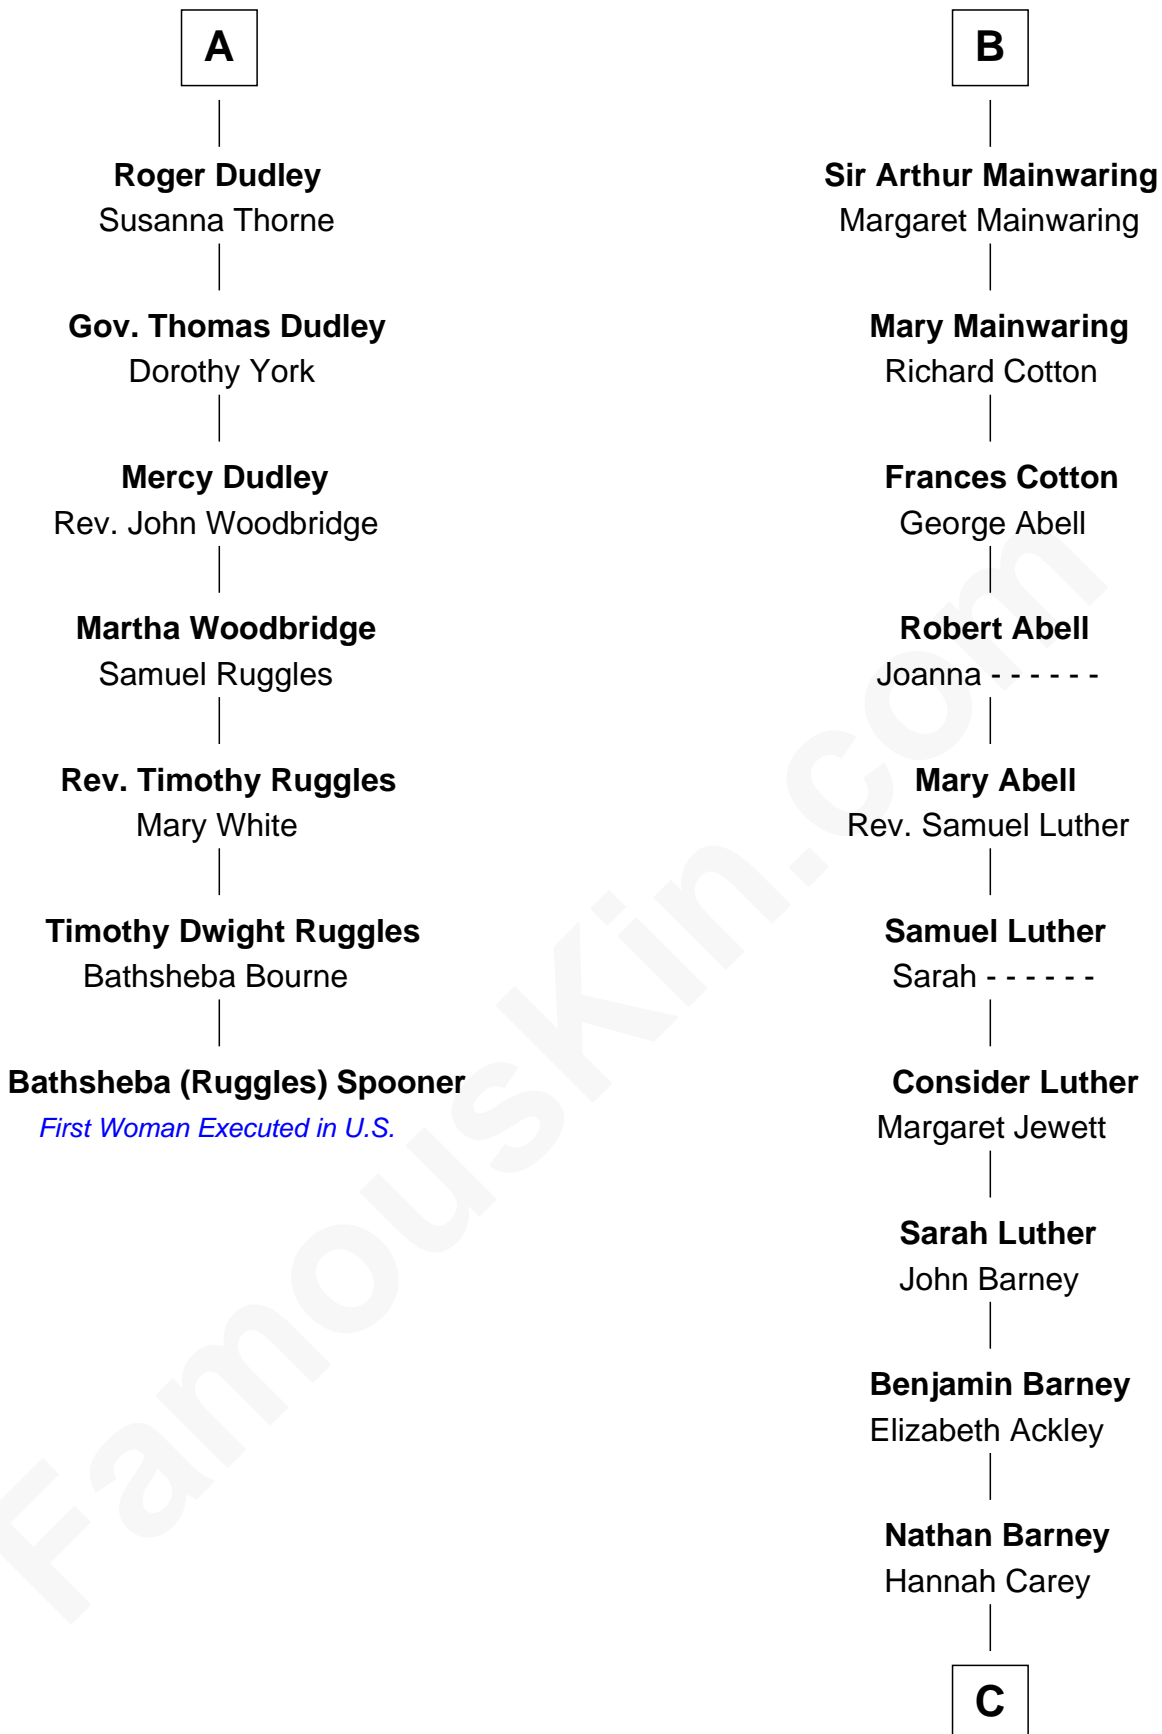 A
Roger Dudley
Susanna Thorne
Gov. Thomas Dudley
Dorothy York
Mercy Dudley
Rev. John Woodbridge
Martha Woodbridge
Samuel Ruggles
Rev. Timothy Ruggles
Mary White
Timothy Dwight Ruggles
Bathsheba Bourne
Bathsheba (Ruggles) Spooner
First Woman Executed in U.S.
B
Sir Arthur Mainwaring
Margaret Mainwaring
Mary Mainwaring
Richard Cotton
Frances Cotton
George Abell
Robert Abell
Joanna - - - - - -
Mary Abell
Rev. Samuel Luther
Samuel Luther
Sarah - - - - - -
Consider Luther
Margaret Jewett
Sarah Luther
John Barney
Benjamin Barney
Elizabeth Ackley
Nathan Barney
Hannah Carey
C
FamousKin.com